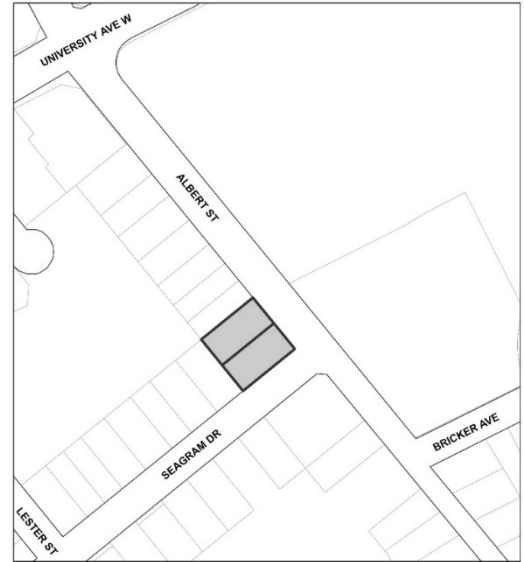 UNIVERSITY AVE W
ALBERT ST
BRICKER AVE
SEAGRAM DR
LESTER ST